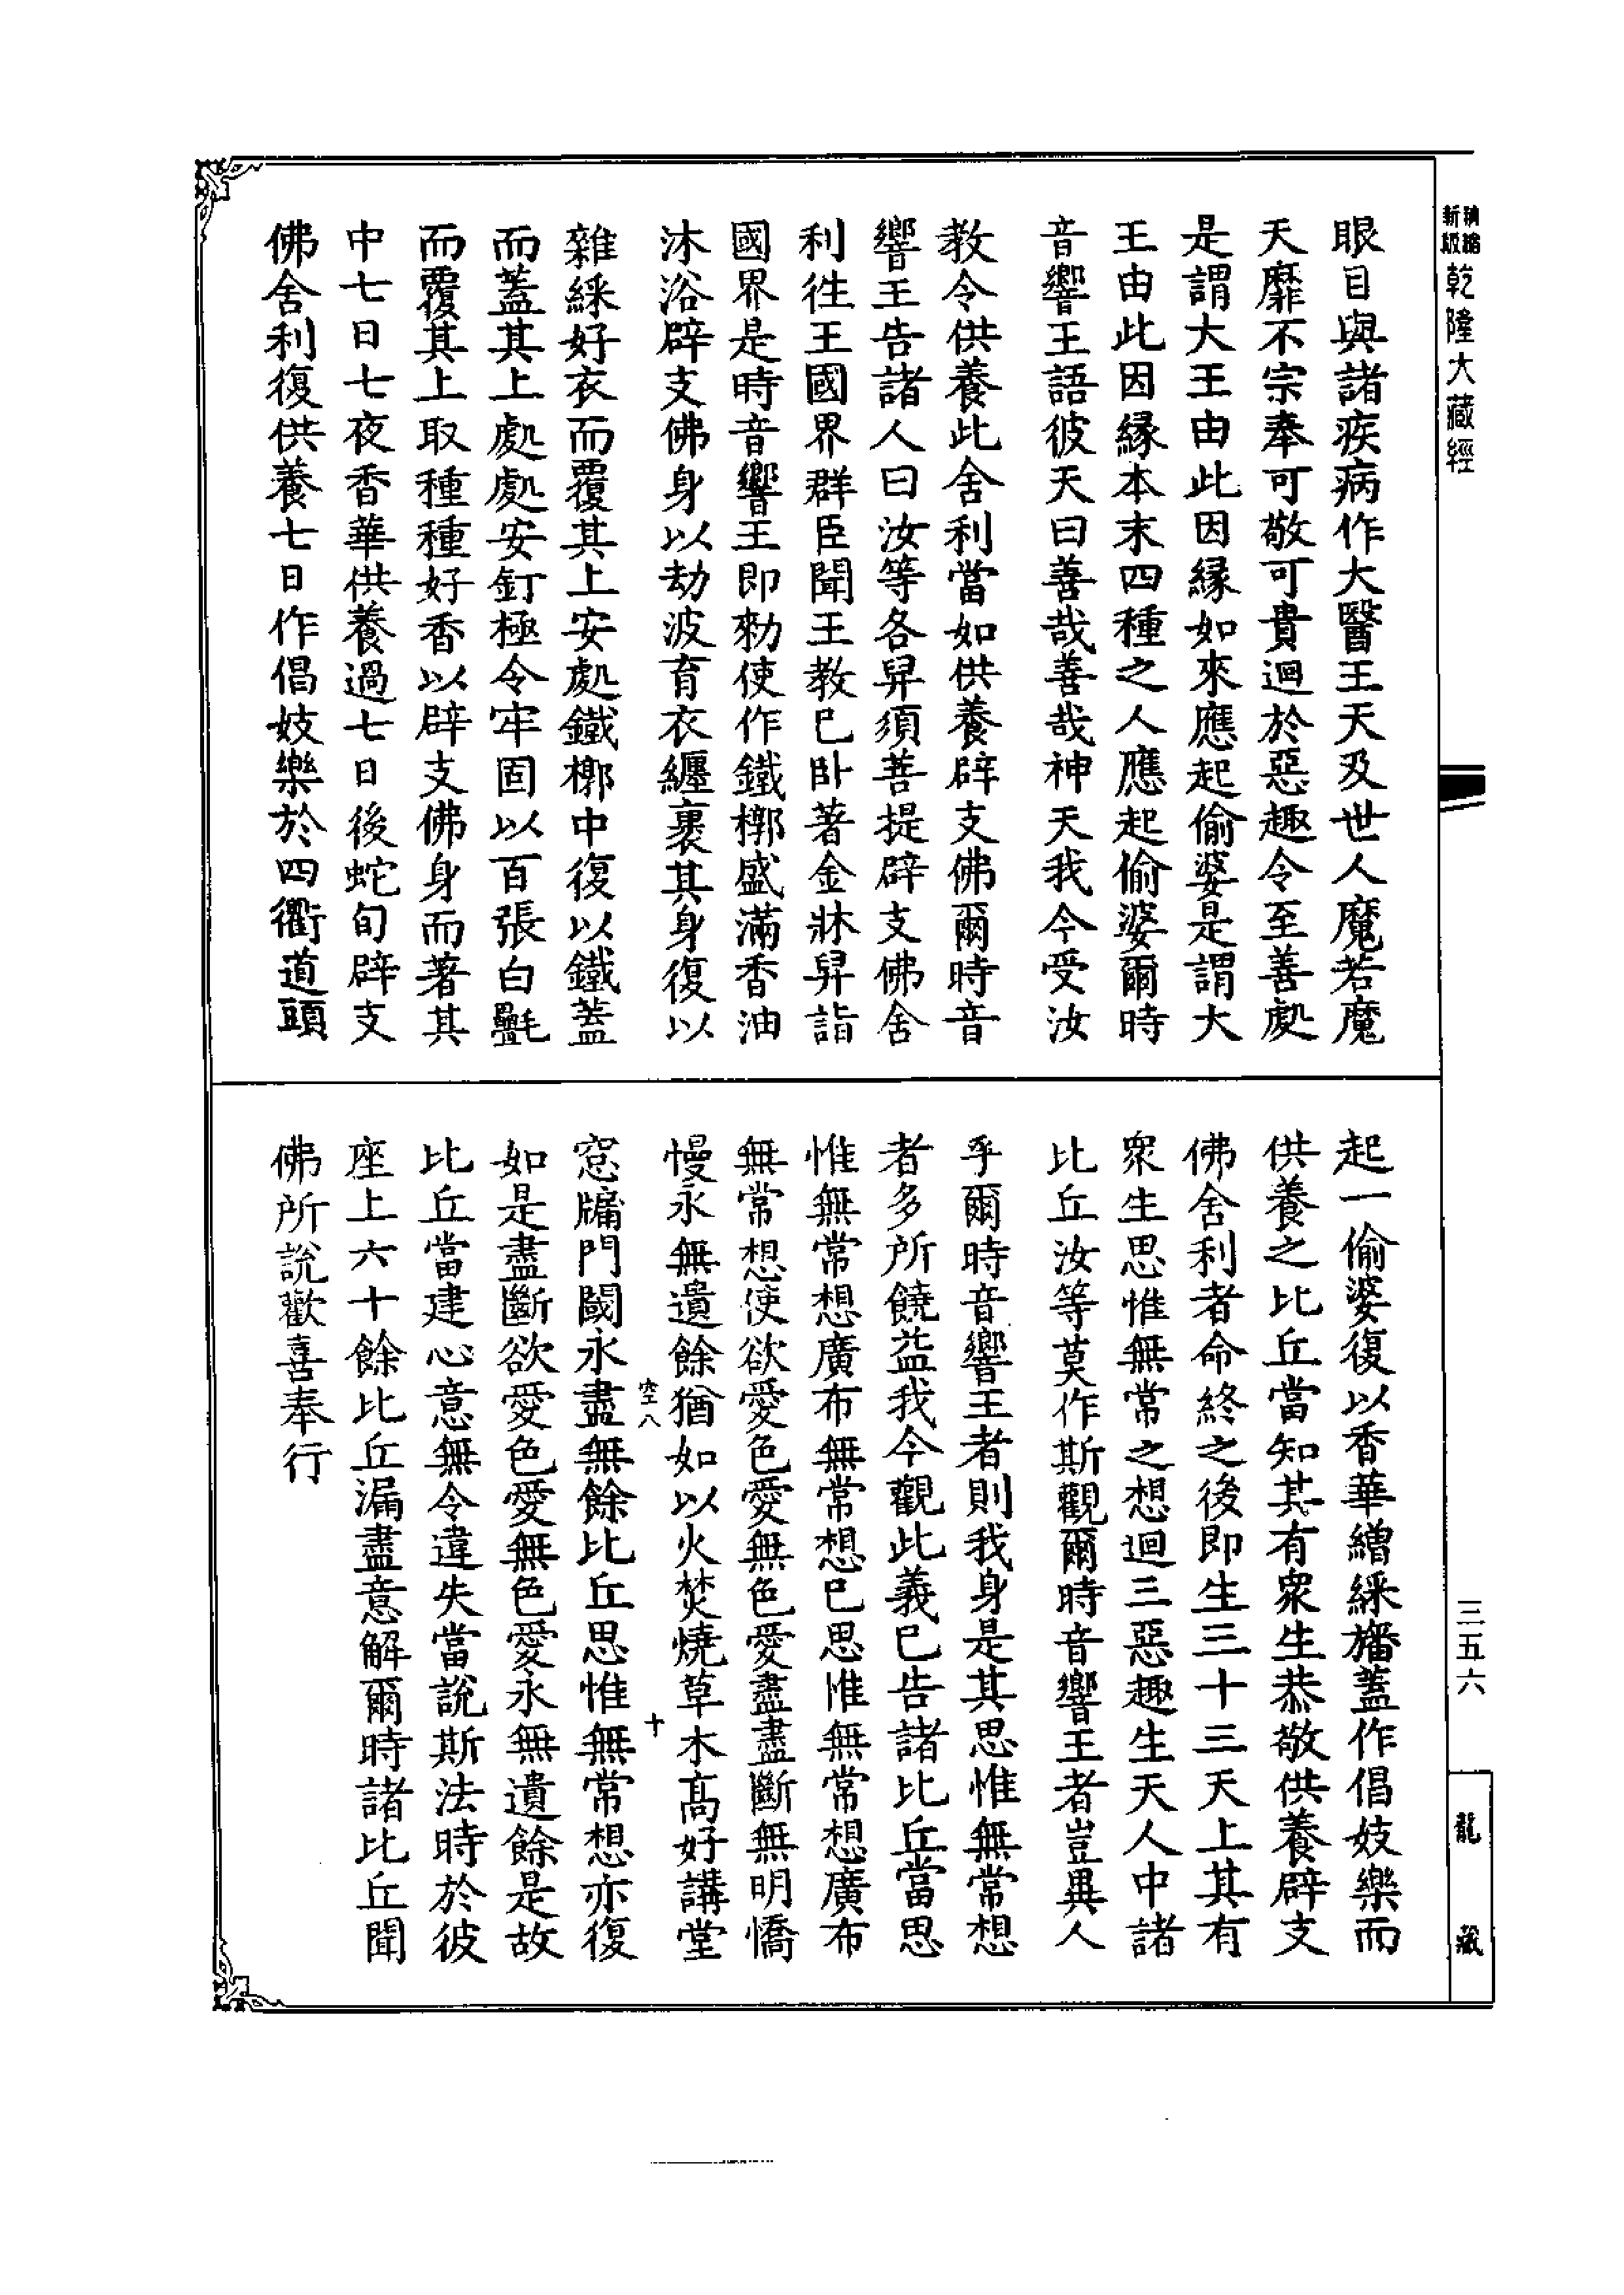 新編縮級乾隆大藏經
眼目與諸疾病作大醫王天及世人魔若魔
天靡不宗奉可敬可貴迴於惡趣令至善處
是謂大王由此因緣如來應起偷婆是謂大
王由此因緣本末四種之人應起偷婆爾時
音響王語彼天曰善哉善哉神天我今受汝
教令供養此舍利當如供養辟支佛爾時音
響王告諸人曰汝等各舁須菩提辟支佛舍
利徃王國界群臣聞王教已卧著金牀舁詣
國界是時音響王即勑使作鐵槨盛滿香油
沐浴辟支佛身以劫波育衣纏裹其身復以
雜綵好衣而覆其上安處鐵槨中復以鐵蓋
而蓋其上處處安釘極令牢固以百張白氎
而覆其上取種種好香以辟支佛身而著其
中七日七夜香華供養過七日後蛇旬辟支
佛舍利復供養七日作倡妓樂於四衢道頭
起一偷婆復以香華繒綵旛蓋作倡妓樂而
供養之比丘當知其有眾生恭敬供養辟支
佛舍利者命終之後即生三十三天上其有
眾生思惟無常之想迴三惡趣生天人中諸
比丘汝等莫作斯觀爾時音響王者豈異人
乎爾時音響王者則我身是其思惟無常想
者多所饒益我今觀此義已告諸比丘當思
惟無常想廣布無常想已思惟無常想廣布
無常想使欲愛色愛無色愛盡盡斷無明憍
慢永無遺餘猶如以火焚燒草木高好講堂
空八
十
窓牖門閾永盡無餘比丘思惟無常想亦復
如是盡斷欲愛色愛無色愛永無遺餘是故
比丘當建心意無令違失當說斯法時於彼
座上六十餘比丘漏盡意解爾時諸比丘聞
佛所說歡喜奉行
三五六
龍藏